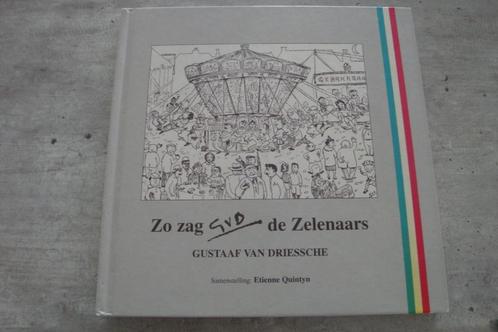 Zo zag GVD de Zelenaars
GUSTAAF VAN DRIESSCHE
Samenstelling: Etienne Quintyn